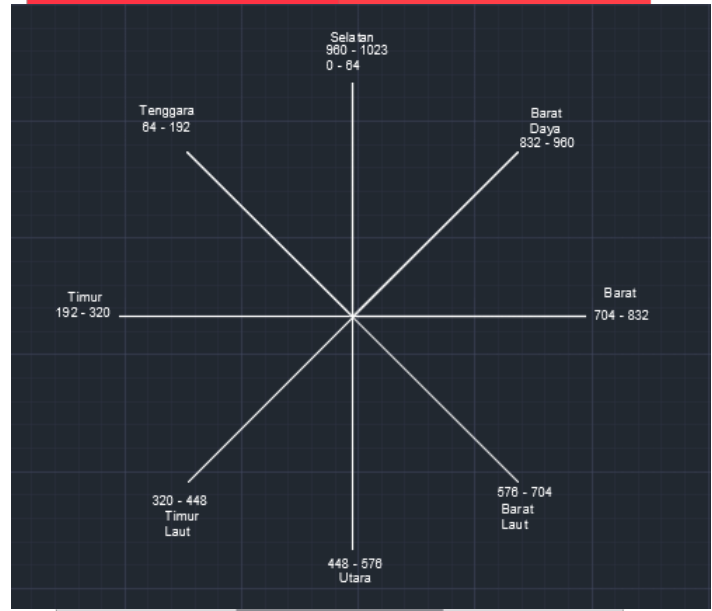 Selatan
960 - 1023
0 - 64
Tenggara
64 - 192
Barat
Daya
832 - 960
Timur
192 - 320
Barat
704 - 832
320 - 448
Timur
Laut
576 - 704
Barat
Laut
448 - 576
Utara